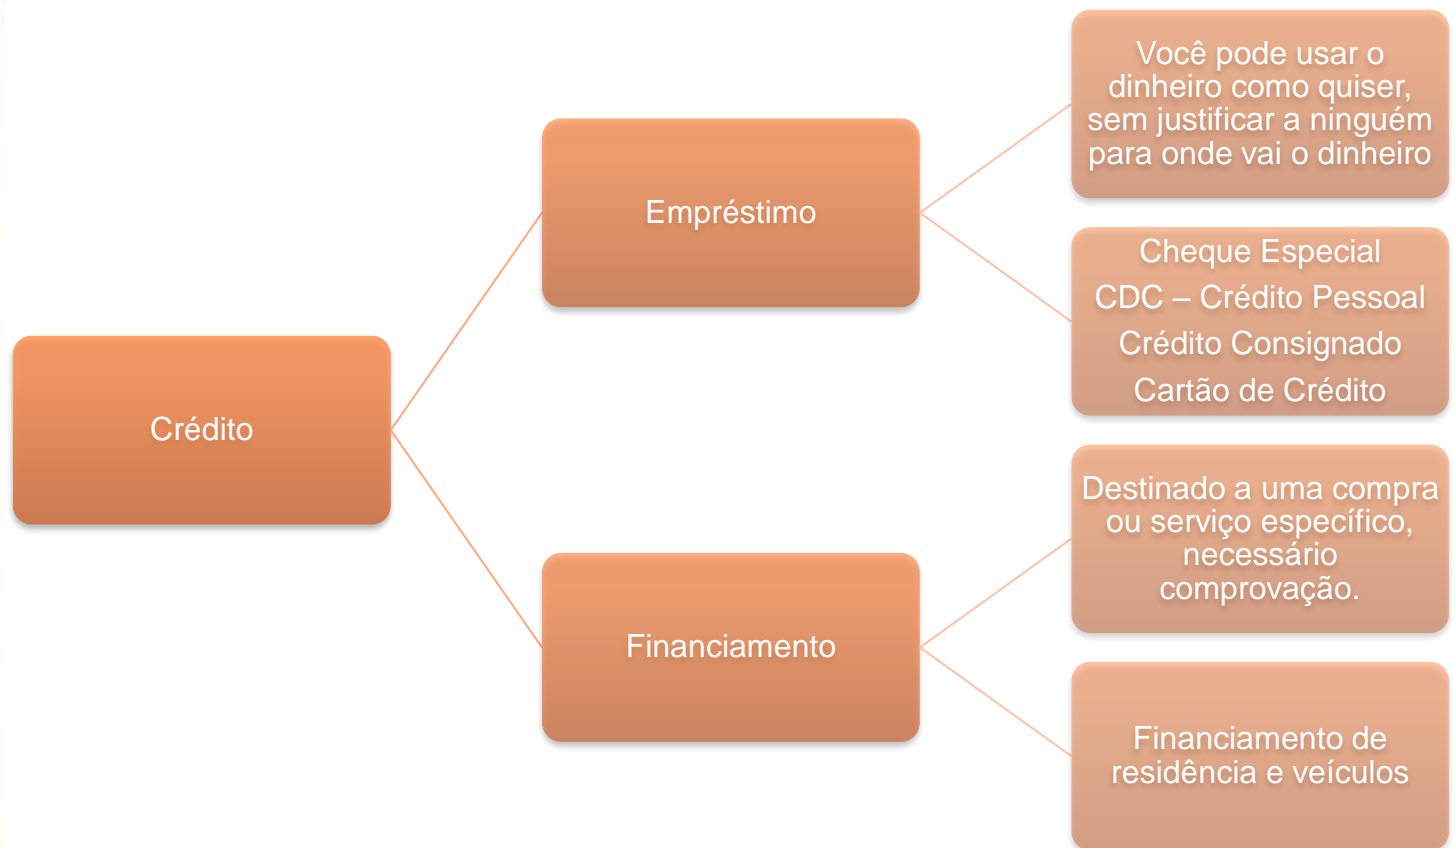 Crédito
Empréstimo
Você pode usar o
dinheiro como quiser,
sem justificar a ninguém
para onde vai o dinheiro
Cheque Especial
CDC – Crédito Pessoal
Crédito Consignado
Cartão de Crédito
Financiamento
Destinado a uma compra
ou serviço específico,
necessário
comprovação.
Financiamento de
residência e veículos